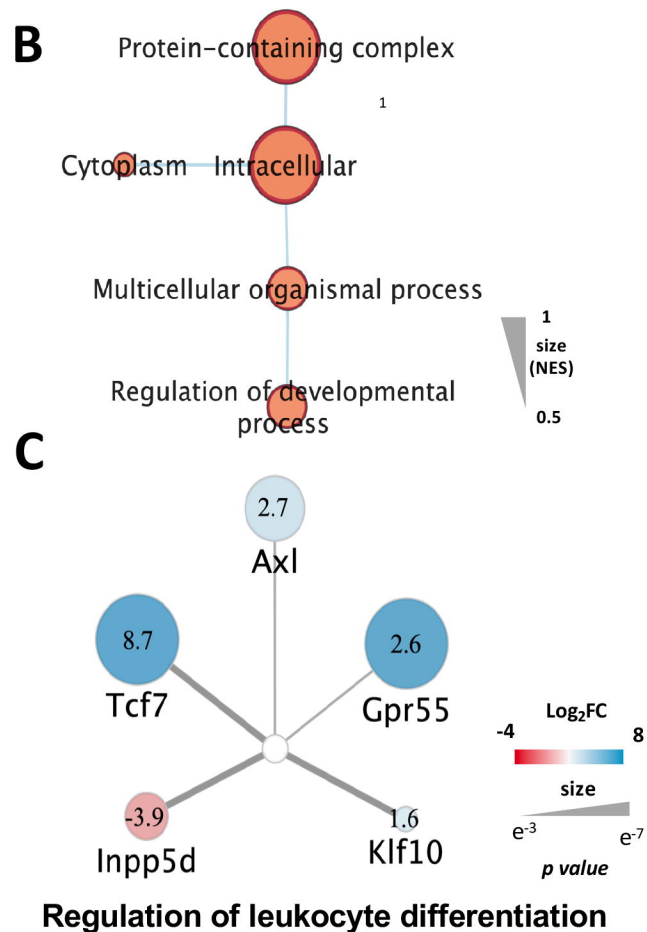 B
Protein-containing complex
1
Cytoplasm
Intracellular
Multicellular organismal process
1
size
(NES)
0.5
Regulation of developmental
process
C
2.7
Axl
8.7
Tcf7
2.6
Gpr55
-3.9
Inpp5d
1.6
Klf10
Log2FC
-4
8
size
e-3
e-7
p value
Regulation of leukocyte differentiation